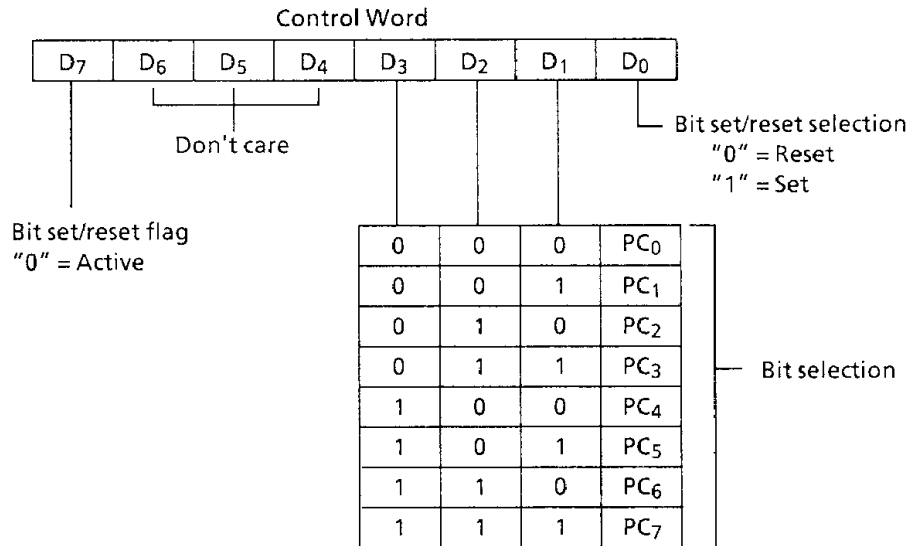 Control Word
D7 D6 D5 D4 D3 D2 D1 D0
Don't care
Bit set/reset selection
"0" = Reset
"1" = Set
Bit set/reset flag
"0" = Active
0 0 0 PC0
0 0 1 PC1
0 1 0 PC2
0 1 1 PC3
1 0 0 PC4
1 0 1 PC5
1 1 0 PC6
1 1 1 PC7
Bit selection